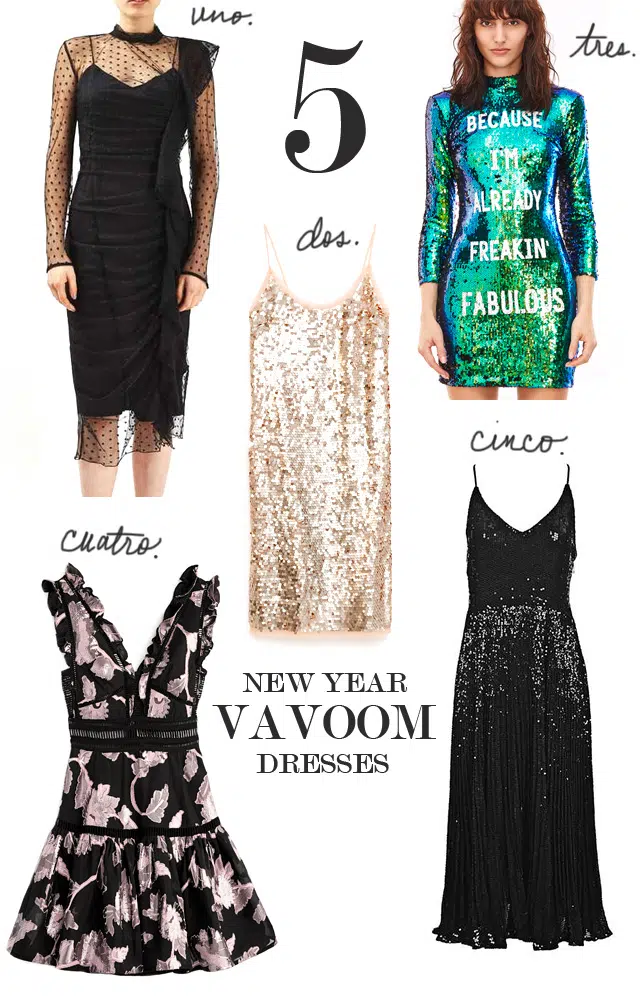 uno.
5
tres.
BECAUSE
I'M
ALREADY
FREAKIN'
FABULOUS
dos.
cinco.
cuatro.
NEW YEAR
VAVOOM
DRESSES